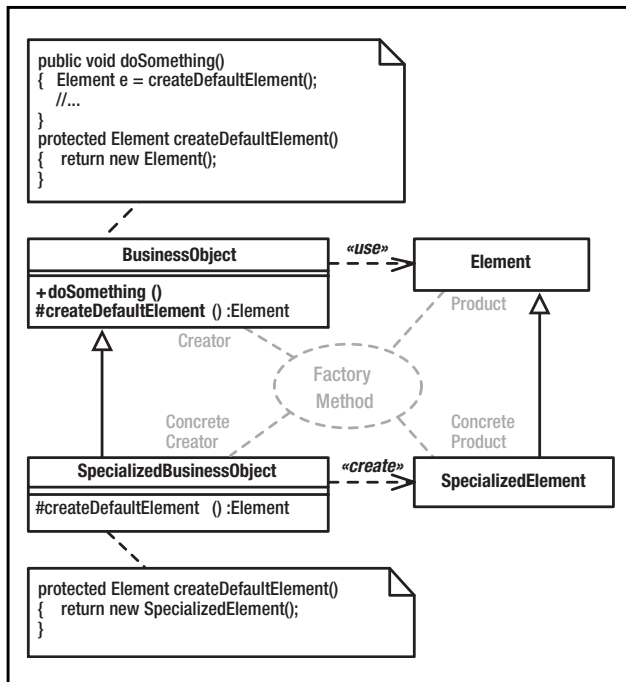 public void doSomething()
{ Element e = createDefaultElement();
//...
}
protected Element createDefaultElement()
{ return new Element();
}
BusinessObject
+doSomething ()
#createDefaultElement () :Element
«use»
Element
Creator
Product
Factory
Method
Concrete
Creator
Concrete
Product
SpecializedBusinessObject
#createDefaultElement () :Element
«create»
SpecializedElement
protected Element createDefaultElement()
{ return new SpecializedElement();
}